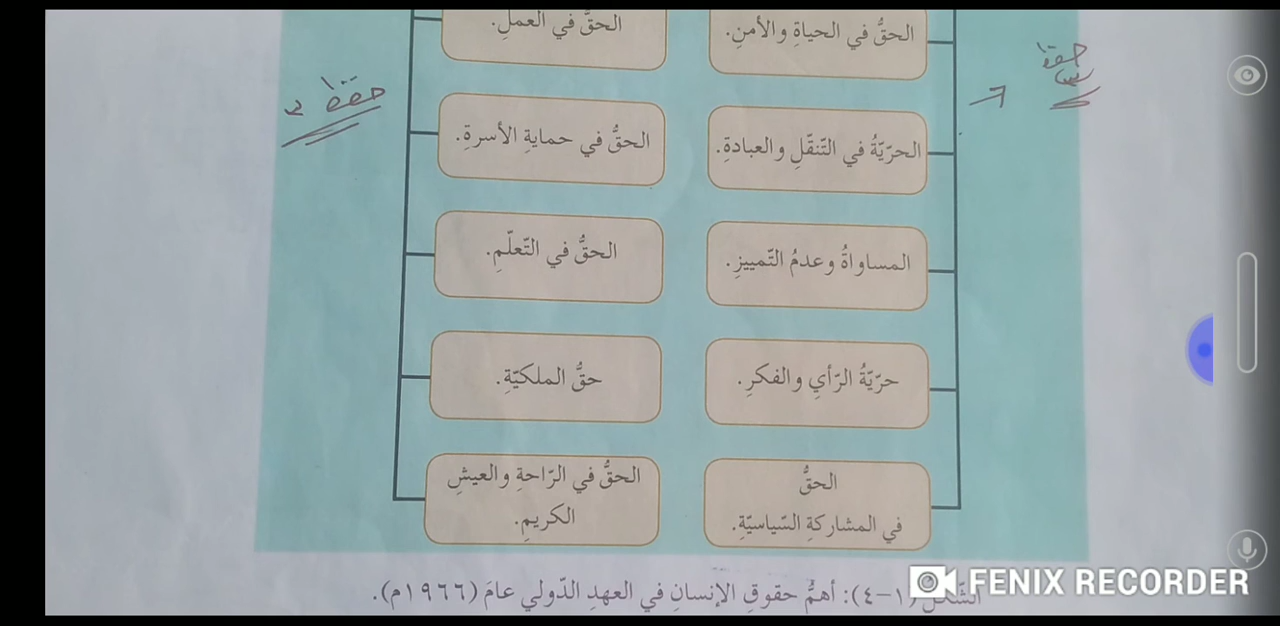 الحقُّ في الحياةِ والأمنِ.
الحقُّ في العملِ.
الحرّيّةُ في التّنقّلِ والعبادةِ.
الحقُّ في حمايةِ الأسرةِ.
المساواةُ وعدمُ التّمييزِ.
الحقُّ في التّعلّمِ.
حرّيّةُ الرّأيِ والفكرِ.
حقُّ الملكيّةِ.
الحقُّ
في المشاركةِ السّياسيّةِ.
الحقُّ في الرّاحةِ والعيشِ
الكريمِ.
الشّكل (١-٤): أهمُّ حقوقِ الإنسانِ في العهدِ الدّولي عامَ (١٩٦٦م).
FENIX RECORDER